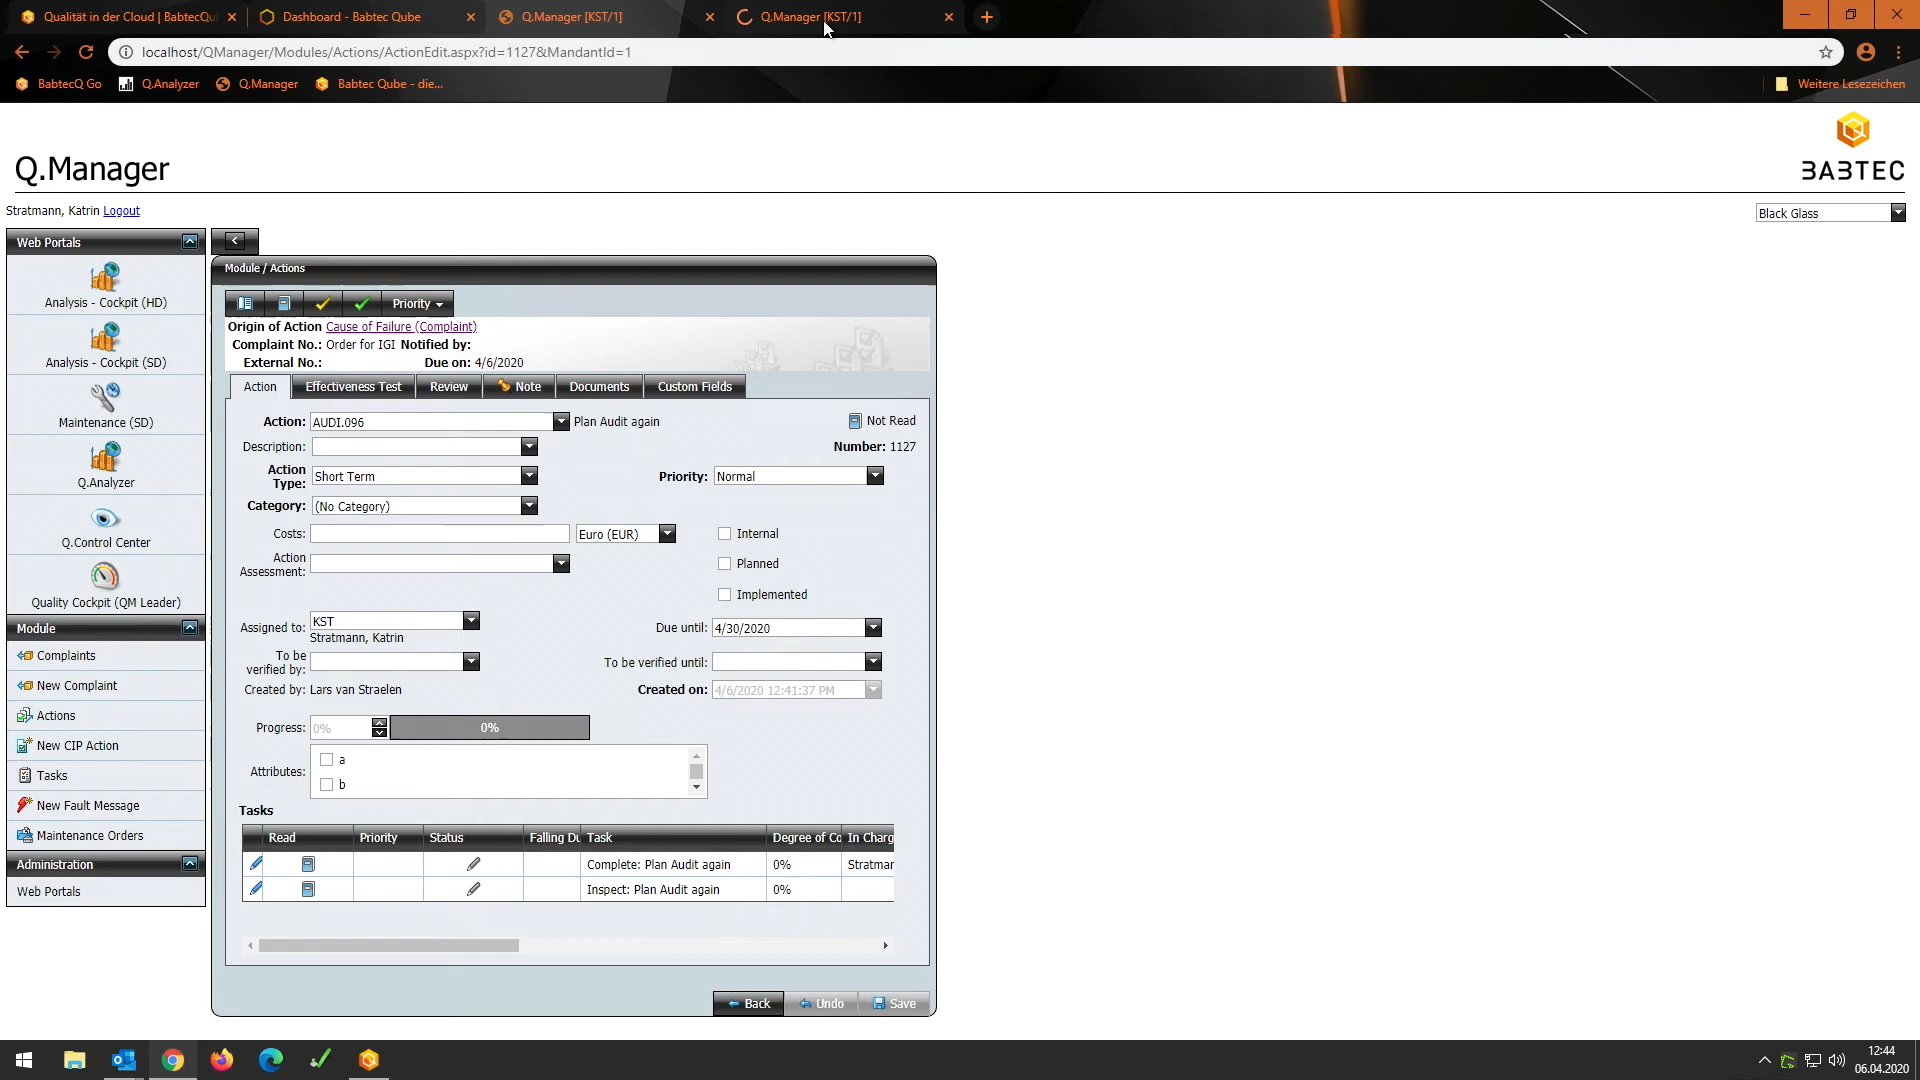 Qualität in der Cloud | BabtecQu
Dashboard - Babtec Qube
Q.Manager [KST/1]
Q.Manager [KST/1]
localhost/QManager/Modules/Actions/ActionEdit.aspx?id=1127&MandantId=1
BabtecQ Go
Q.Analyzer
Q.Manager
Babtec Qube - die...
Weitere Lesezeichen
Q.Manager
BABTEC
Stratmann, Katrin Logout
Black Glass
Web Portals
Analysis - Cockpit (HD)
Analysis - Cockpit (SD)
Maintenance (SD)
Q.Analyzer
Q.Control Center
Quality Cockpit (QM Leader)
Module
Complaints
New Complaint
Actions
New CIP Action
Tasks
New Fault Message
Maintenance Orders
Administration
Web Portals
Module / Actions
Priority
Origin of Action Cause of Failure (Complaint)
Complaint No.: Order for IGI Notified by:
External No.: Due on: 4/6/2020
Action Effectiveness Test Review Note Documents Custom Fields
Action: AUDI.096 Plan Audit again Not Read
Description: Number: 1127
Action Type: Short Term Priority: Normal
Category: (No Category)
Costs: Euro (EUR) Internal
Action Assessment: Planned
Implemented
Assigned to: KST Due until: 4/30/2020
Stratmann, Katrin
To be verified by: To be verified until:
Created by: Lars van Straelen Created on: 4/6/2020 12:41:37 PM
Progress: 0% 0%
Attributes: a
b
Tasks
Read Priority Status Falling Du Task Degree of Co In Charg
Complete: Plan Audit again 0% Stratmar
Inspect: Plan Audit again 0%
Back Undo Save
12:44
06.04.2020